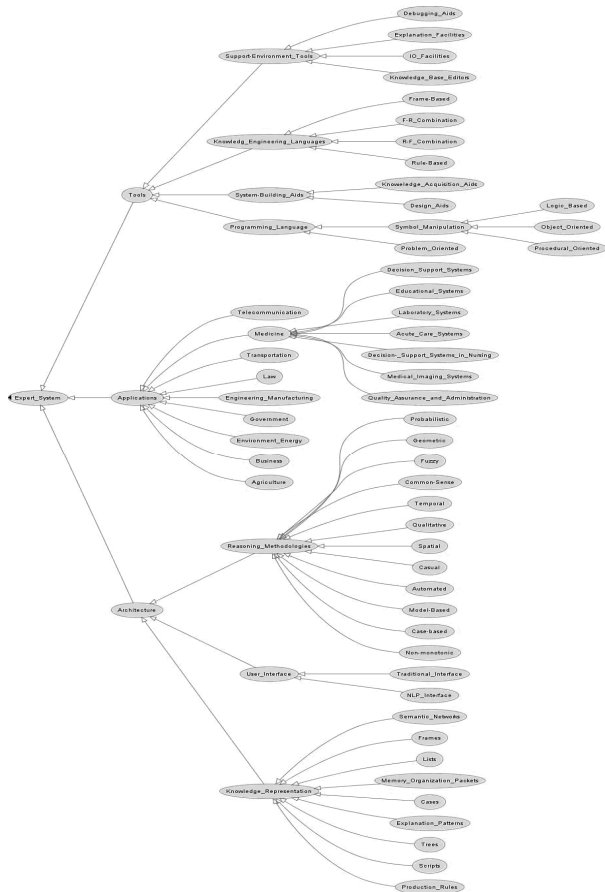 Debugging_Aids
Explanation_Facilities
Support-Environment_Tools
IO_Facilities
Knowledge_Base_Editors
Frame-Based
F-R_Combination
Knowledg_Engineering_Languages
R-F_Combination
Rule-Based
Knoweledge_Acquisition_Aids
Tools
System-Building_Aids
Design_Aids
Logic_Based
Programming_Language
Symbol_Manipulation
Object_Oriented
Problem_Oriented
Procedural_Oriented
Decision_Support_Systems
Educational_Systems
Telecommunication
Laboratory_Systems
Medicine
Acute_Care_Systems
Transportation
Decision-_Support_Systems_in_Nursing
Law
Medical_Imaging_Systems
Expert_System
Applications
Engineering_Manufacturing
Quality_Assurance_and_Administration
Government
Probabilistic
Environment_Energy
Geometric
Business
Fuzzy
Agriculture
Common-Sense
Temporal
Qualitative
Reasoning_Methodologies
Spatial
Casual
Automated
Architecture
Model-Based
Case-based
Non-monotonic
User_Interface
Traditional_Interface
NLP_Interface
Semantic_Networks
Frames
Lists
Memory_Organization_Packets
Knowledge_Representation
Cases
Explanation_Patterns
Trees
Scripts
Production_Rules